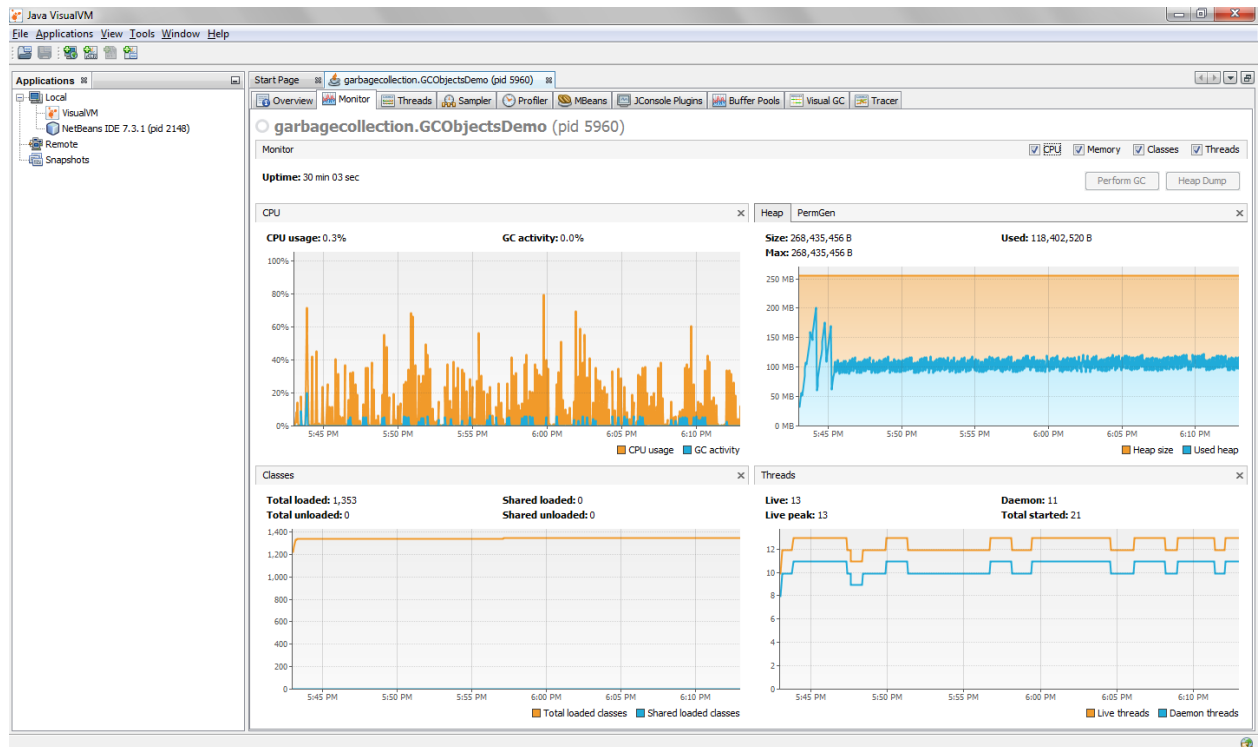 Java VisualVM
File Applications View Tools Window Help
Applications
Local
VisualVM
NetBeans IDE 7.3.1 (pid 2148)
Remote
Snapshots
Start Page garbagecollection.GCObjectsDemo (pid 5960)
Overview Monitor Threads Sampler Profiler MBeans JConsole Plugins Buffer Pools Visual GC Tracer
garbagecollection.GCObjectsDemo (pid 5960)
Monitor CPU Memory Classes Threads
Uptime: 30 min 03 sec
Perform GC Heap Dump
CPU
CPU usage: 0.3% GC activity: 0.0%
100%
80%
60%
40%
20%
0%
5:45 PM 5:50 PM 5:55 PM 6:00 PM 6:05 PM 6:10 PM
CPU usage GC activity
Heap PermGen
Size: 268,435,456 B Used: 118,402,520 B
Max: 268,435,456 B
250 MB
200 MB
150 MB
100 MB
50 MB
0 MB
5:45 PM 5:50 PM 5:55 PM 6:00 PM 6:05 PM 6:10 PM
Heap size Used heap
Classes
Total loaded: 1,353 Shared loaded: 0
Total unloaded: 0 Shared unloaded: 0
1,400
1,200
1,000
800
600
400
200
0
5:45 PM 5:50 PM 5:55 PM 6:00 PM 6:05 PM 6:10 PM
Total loaded classes Shared loaded classes
Threads
Live: 13 Daemon: 11
Live peak: 13 Total started: 21
12
10
8
6
4
2
0
5:45 PM 5:50 PM 5:55 PM 6:00 PM 6:05 PM 6:10 PM
Live threads Daemon threads